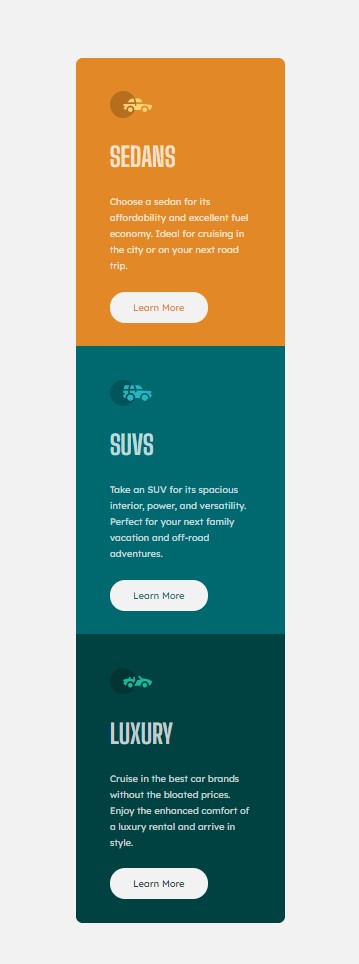 SEDANS
Choose a sedan for its
affordability and excellent fuel
economy. Ideal for cruising in
the city or on your next road
trip.
Learn More
SUVS
Take an SUV for its spacious
interior, power, and versatility.
Perfect for your next family
vacation and off-road
adventures.
Learn More
LUXURY
Cruise in the best car brands
without the bloated prices.
Enjoy the enhanced comfort of
a luxury rental and arrive in
style.
Learn More